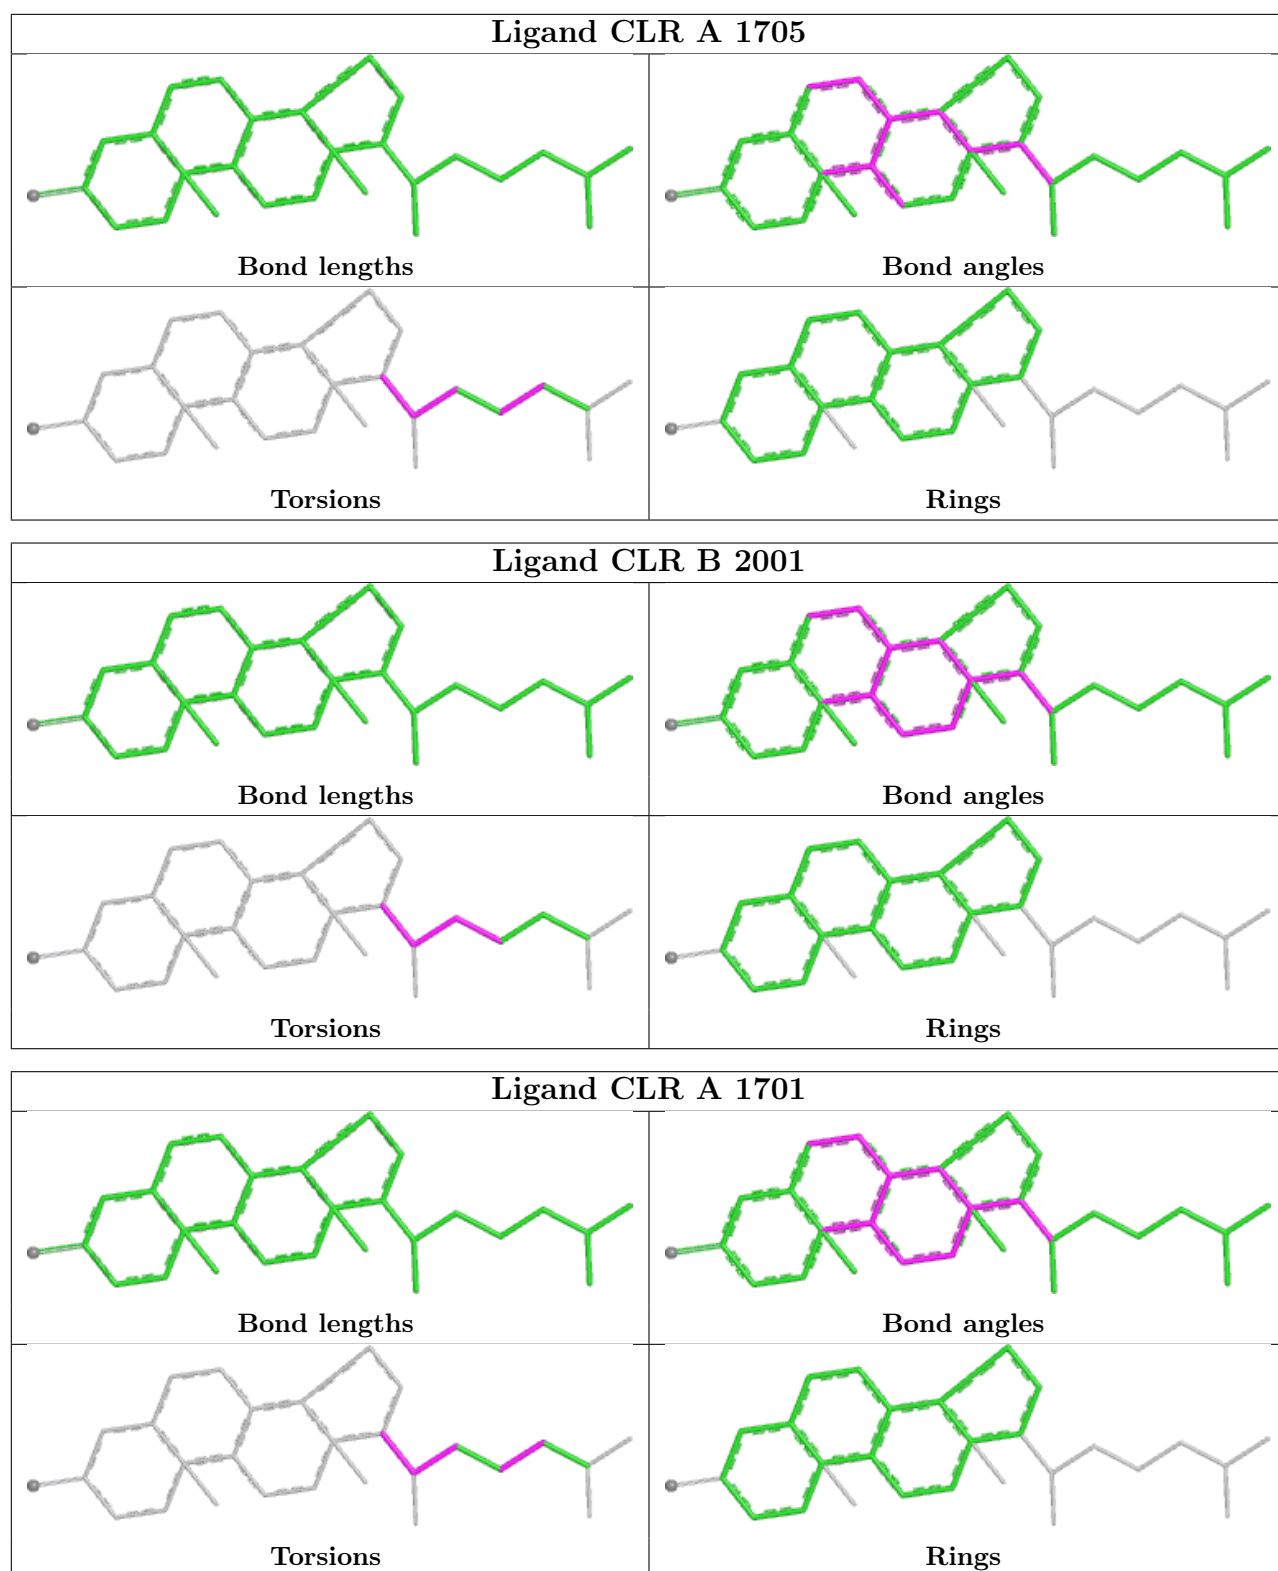 Ligand CLR A 1705
Bond lengths
Bond angles
Torsions
Rings
Ligand CLR B 2001
Bond lengths
Bond angles
Torsions
Rings
Ligand CLR A 1701
Bond lengths
Bond angles
Torsions
Rings